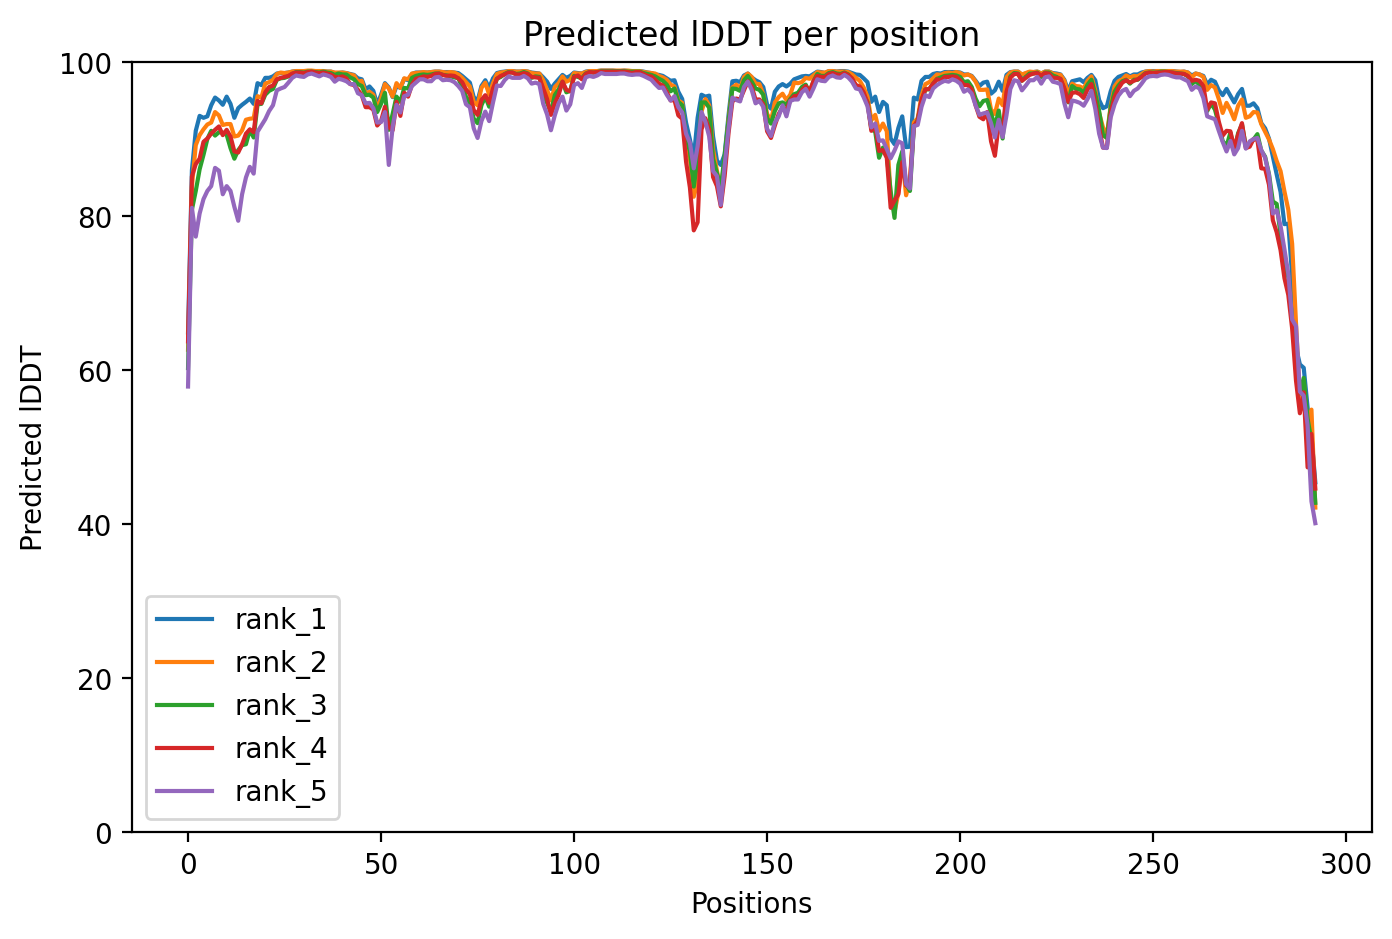 Predicted lDDT per position
100
80
60
40
20
0
Predicted lDDT
rank_1
rank_2
rank_3
rank_4
rank_5
0 50 100 150 200 250 300
Positions